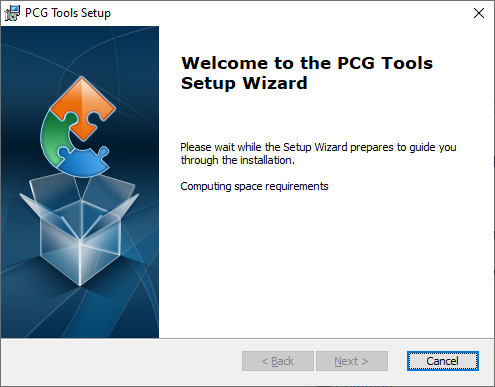 PCG Tools Setup
Welcome to the PCG Tools
Setup Wizard
Please wait while the Setup Wizard prepares to guide you
through the installation.
Computing space requirements
< Back
Next >
Cancel